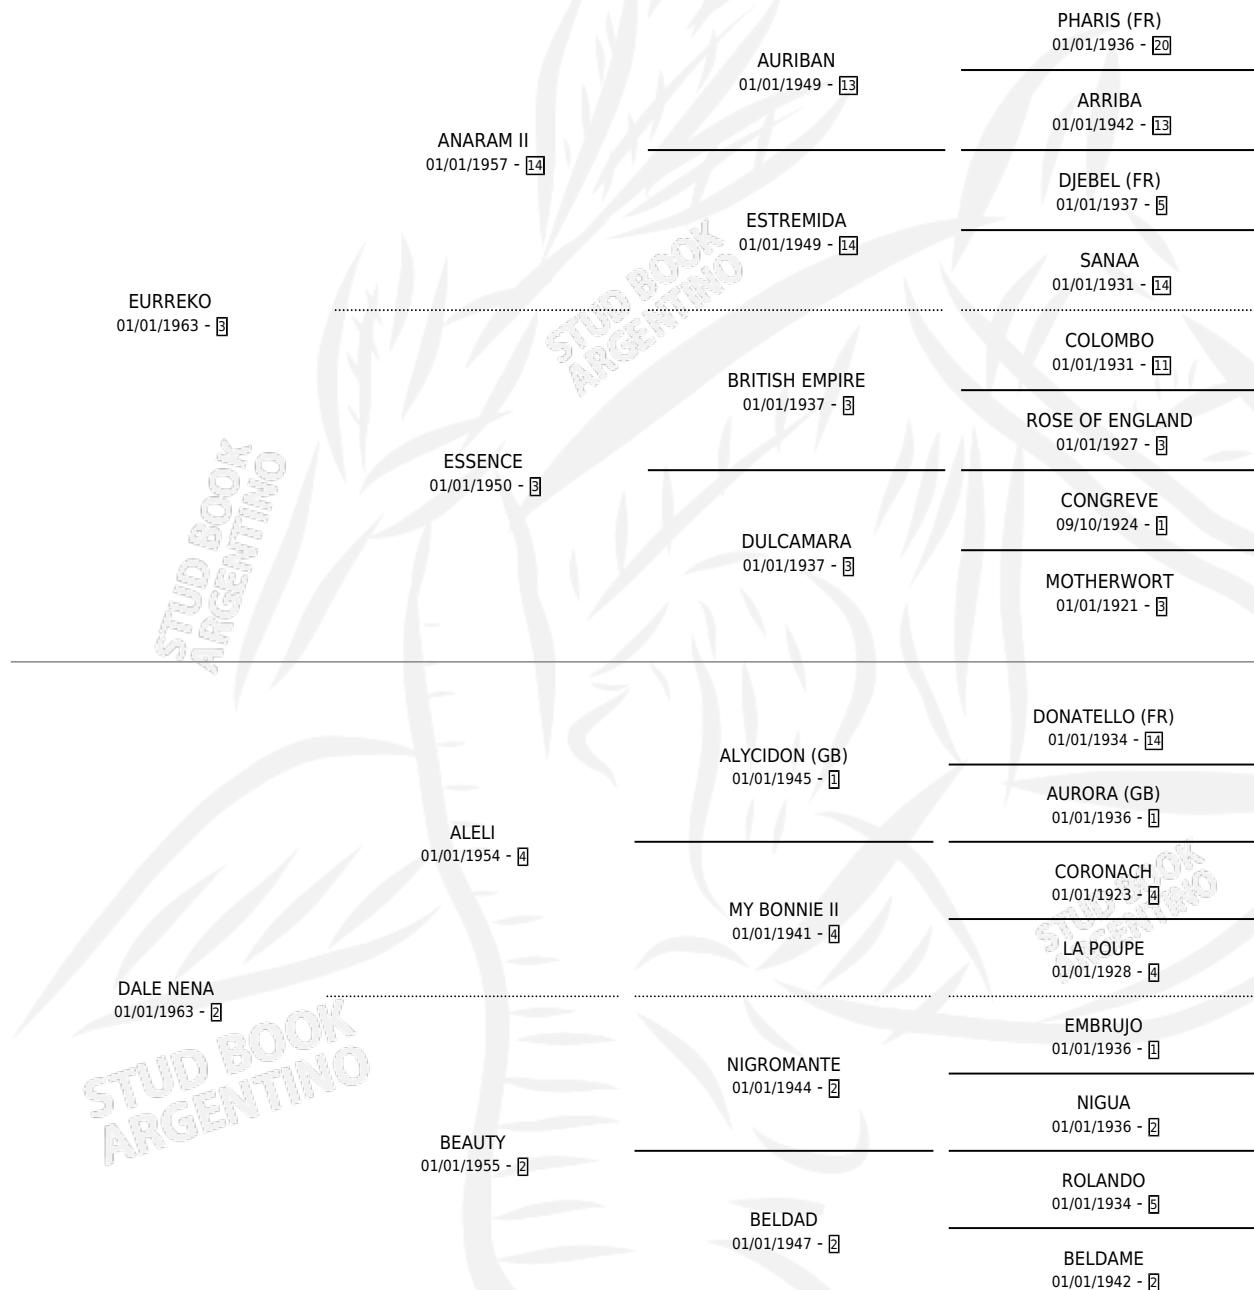 PHARIS (FR)
01/01/1936 - 20
AURIBAN
01/01/1949 - 13
ARRIBA
01/01/1942 - 13
ANARAM II
01/01/1957 - 14
DJEBEL (FR)
01/01/1937 - 5
ESTREMIDA
01/01/1949 - 14
SANAA
01/01/1931 - 14
EURREKO
01/01/1963 - 3
COLOMBO
01/01/1931 - 11
BRITISH EMPIRE
01/01/1937 - 3
ROSE OF ENGLAND
01/01/1927 - 3
ESSENCE
01/01/1950 - 3
CONGREVE
09/10/1924 - 1
DULCAMARA
01/01/1937 - 3
MOTHERWORT
01/01/1921 - 3
DONATELLO (FR)
01/01/1934 - 14
ALYCIDON (GB)
01/01/1945 - 1
AURORA (GB)
01/01/1936 - 1
ALELI
01/01/1954 - 4
CORONACH
01/01/1923 - 4
MY BONNIE II
01/01/1941 - 4
LA POUPE
01/01/1928 - 4
DALE NENA
01/01/1963 - 2
EMBRUJO
01/01/1936 - 1
NIGROMANTE
01/01/1944 - 2
NIGUA
01/01/1936 - 2
BEAUTY
01/01/1955 - 2
ROLANDO
01/01/1934 - 5
BELDAD
01/01/1947 - 2
BELDAME
01/01/1942 - 2
STUD BOOK
ARGENTINO
STUD BOOK
ARGENTINO
STUD BOOK
ARGENTINO
STUD BOOK
ARGENTINO